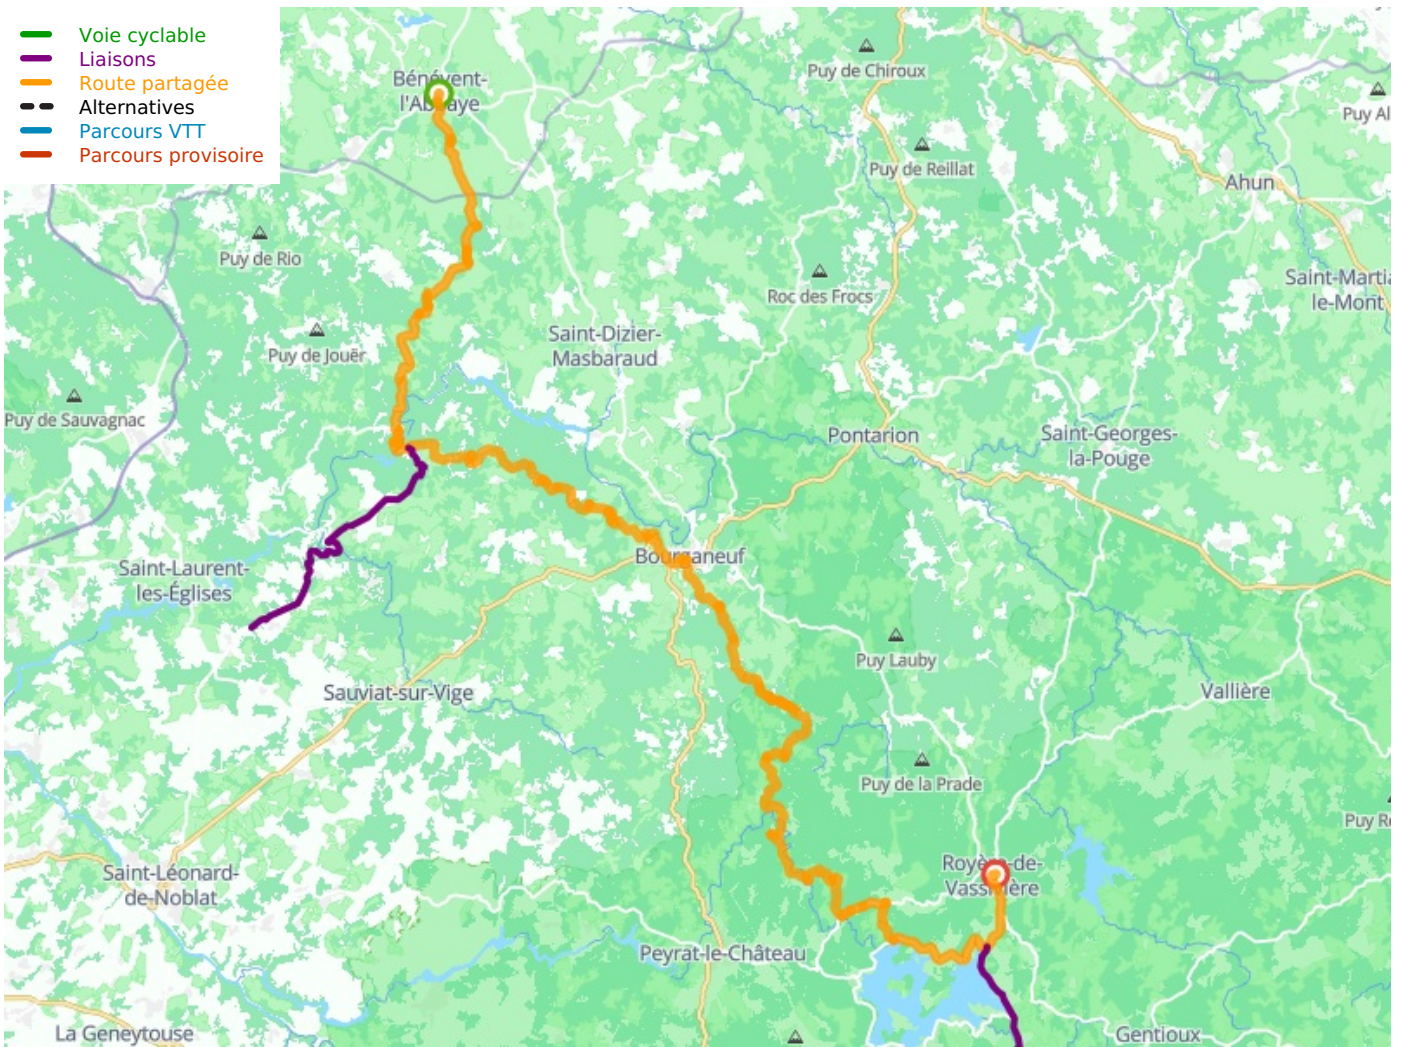 Voie cyclable
Liaisons
Route partagée
Alternatives
Parcours VTT
Parcours provisoire
Bénévent-
l'Abbaye
Puy de Chiroux
Puy de Reillat
Ahun
Puy de Rio
Roc des Frocs
Saint-Dizier-
Masbaraud
Puy de Jouër
Puy de Sauvagnac
Pontarion
Saint-Georges-
la-Pouge
Bourganeuf
Saint-Laurent-
les-Églises
Puy Lauby
Sauviat-sur-Vige
Vallière
Puy de la Prade
Saint-Léonard-
de-Noblat
Royère-de-
Vassivière
Peyrat-le-Château
La Geneytouse
Gentioux
Puy Al
Saint-Martia
le-Mont